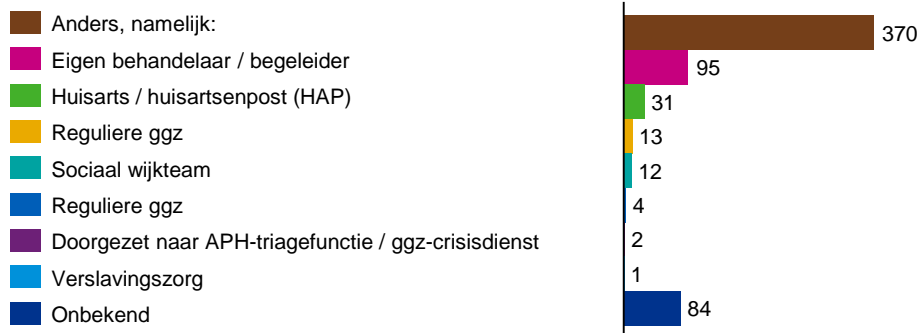 Anders, namelijk: 370
Eigen behandelaar / begeleider 95
Huisarts / huisartsenpost (HAP) 31
Reguliere ggz 13
Sociaal wijkteam 12
Reguliere ggz 4
Doorgezet naar APH-triagefunctie / ggz-crisisdienst 2
Verslavingszorg 1
Onbekend 84